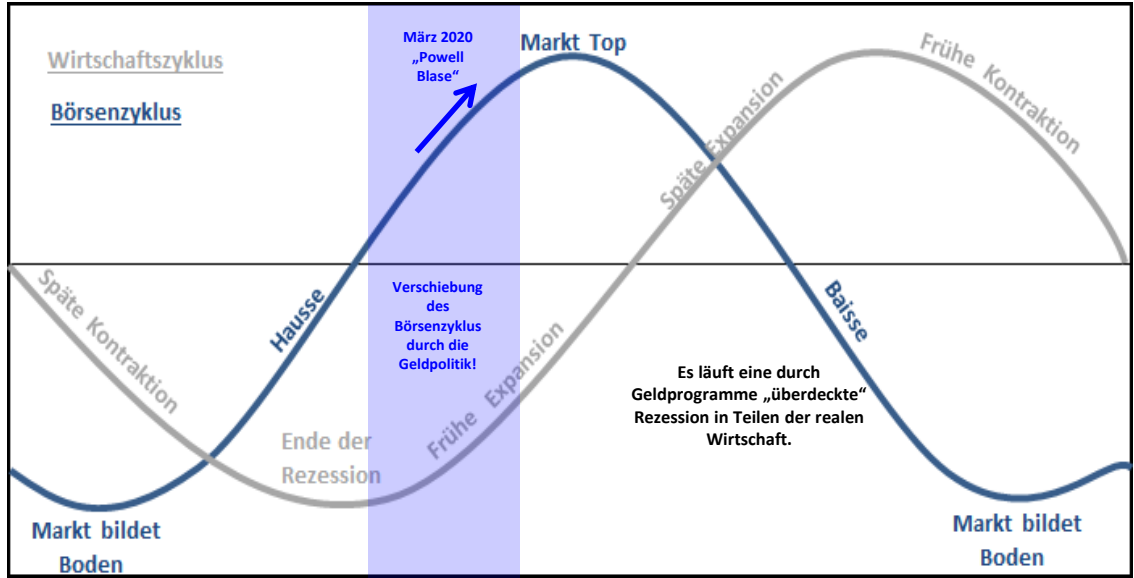 Wirtschaftszyklus
Börsenzyklus
März 2020
„Powell
Blase“
Markt Top
Frühe Kontraktion
Späte Expansion
Späte Kontraktion
Hausse
Verschiebung
des
Börsenzyklus
durch die
Geldpolitik!
Frühe Expansion
Baisse
Es läuft eine durch
Geldprogramme „überdeckte“
Rezession in Teilen der realen
Wirtschaft.
Ende der
Rezession
Markt bildet
Boden
Markt bildet
Boden